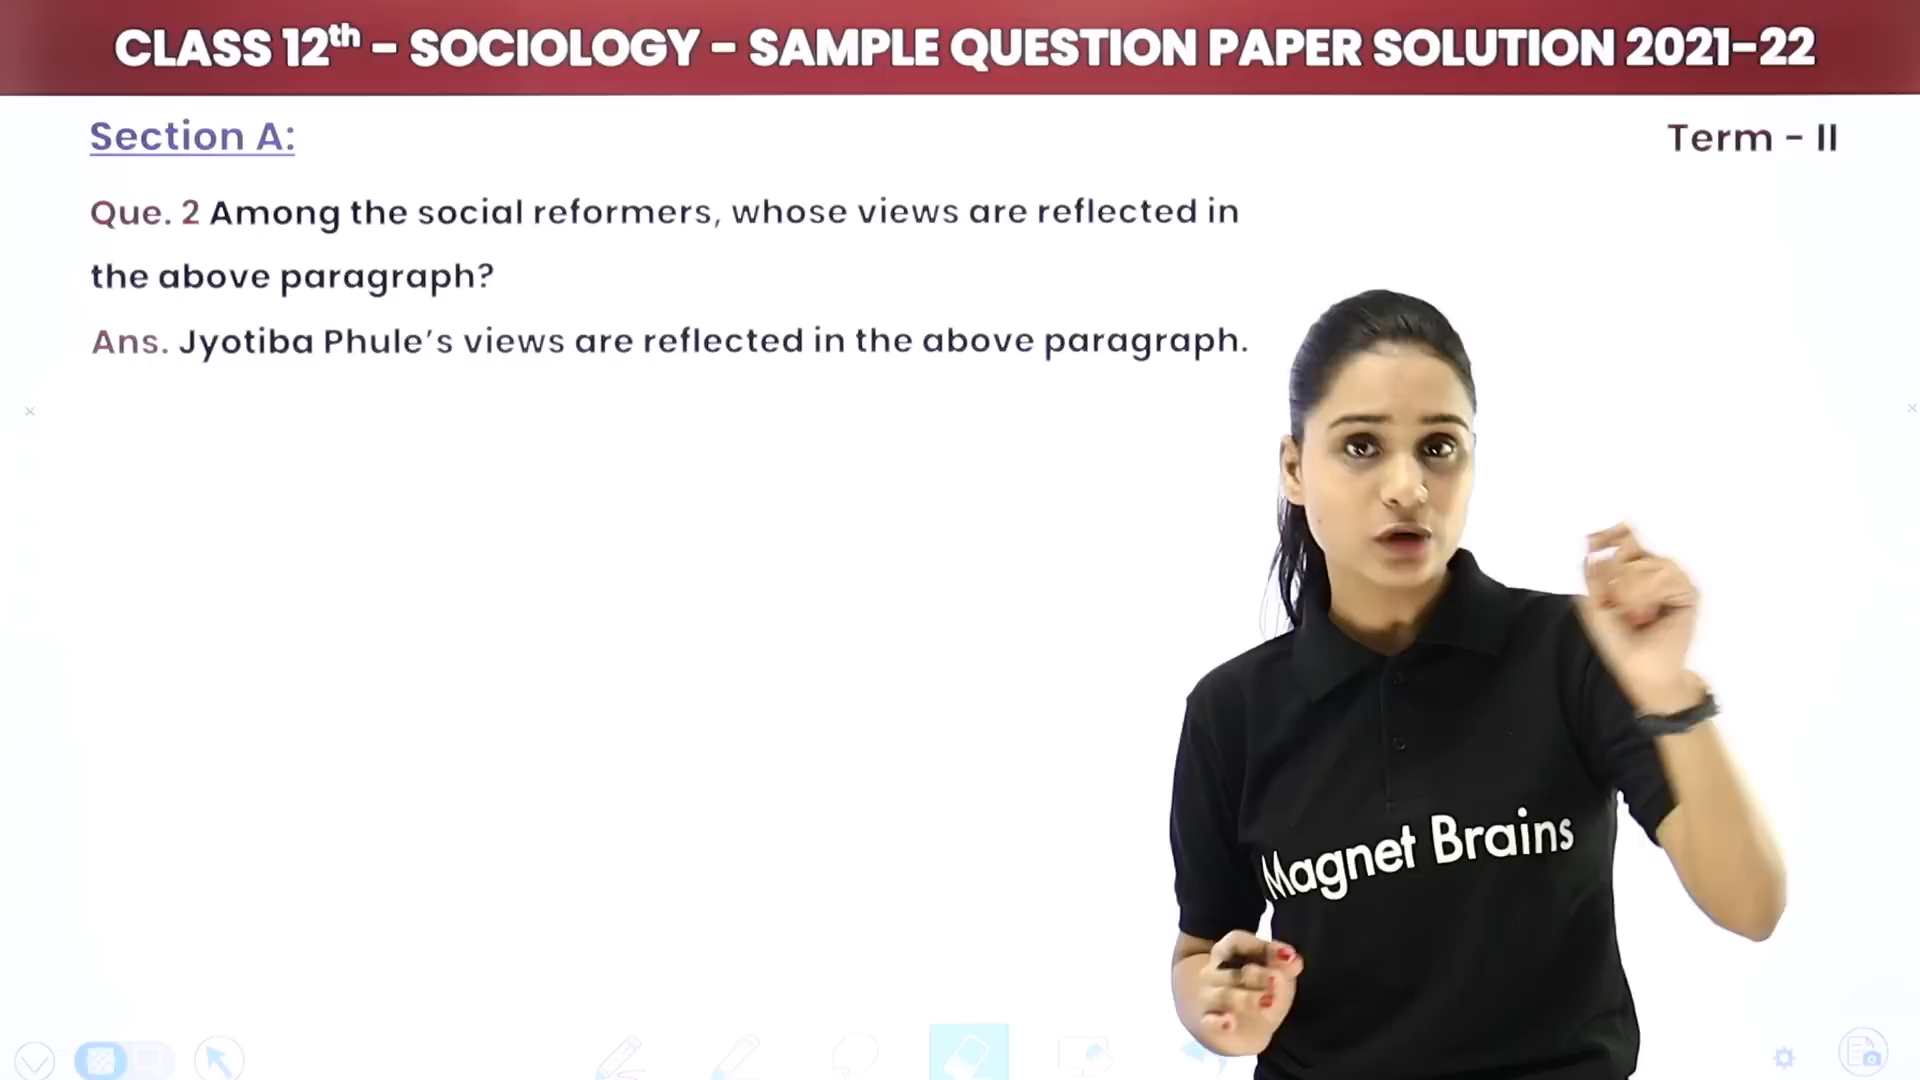 CLASS 12th – SOCIOLOGY – SAMPLE QUESTION PAPER SOLUTION 2021-22
Section A:
Term - II
Que. 2 Among the social reformers, whose views are reflected in
the above paragraph?
Ans. Jyotiba Phule’s views are reflected in the above paragraph.
Magnet Brains